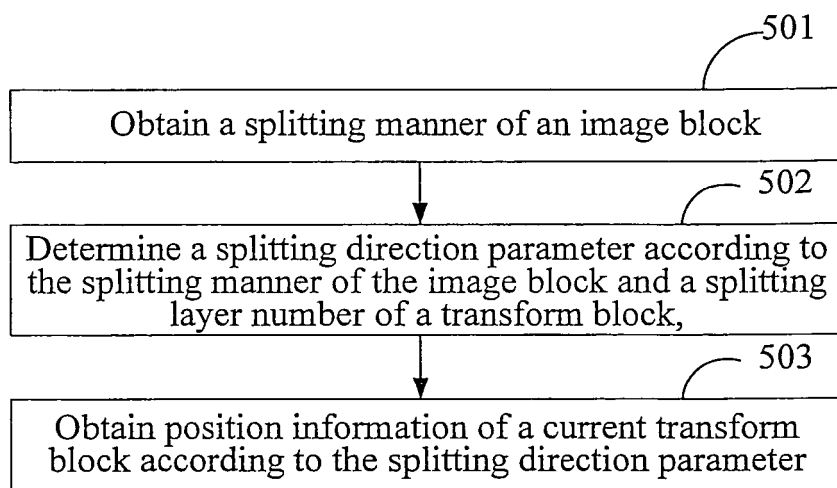 501
Obtain a splitting manner of an image block
502
Determine a splitting direction parameter according to
the splitting manner of the image block and a splitting
layer number of a transform block,
503
Obtain position information of a current transform
block according to the splitting direction parameter